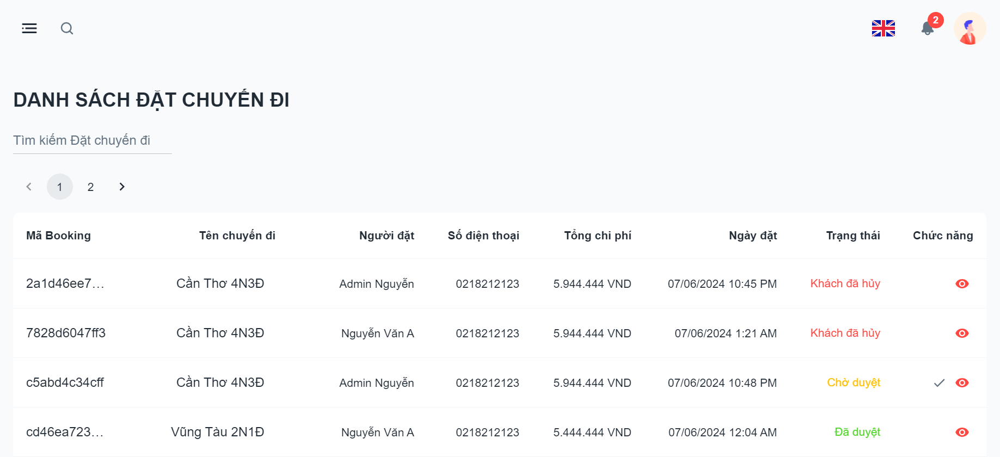 2
DANH SÁCH ĐẶT CHUYẾN ĐI
Tìm kiếm Đặt chuyến đi
1 2
Mã Booking Tên chuyến đi Người đặt Số điện thoại Tổng chi phí Ngày đặt Trạng thái Chức năng
2a1d46ee7... Cần Thơ 4N3Đ Admin Nguyễn 0218212123 5.944.444 VND 07/06/2024 10:45 PM Khách đã hủy
7828d6047ff3 Cần Thơ 4N3Đ Nguyễn Văn A 0218212123 5.944.444 VND 07/06/2024 1:21 AM Khách đã hủy
c5abd4c34cff Cần Thơ 4N3Đ Admin Nguyễn 0218212123 5.944.444 VND 07/06/2024 10:48 PM Chờ duyệt
cd46ea723... Vũng Tàu 2N1Đ Nguyễn Văn A 0218212123 5.444.444 VND 07/06/2024 12:04 AM Đã duyệt